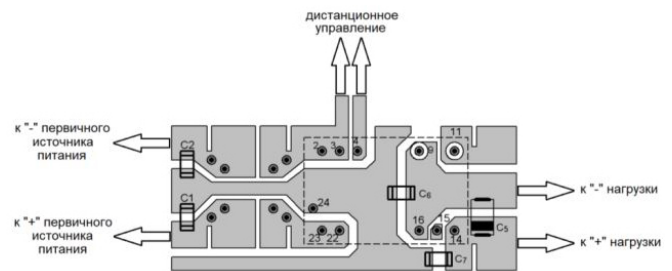 дистанционное
управление
к "-" первичного
источника
питания
C2
2
3
4
9
11
C₆
к "-" нагрузки
C1
24
16
15
C₅
23
22
14
к "+" первичного
источника
питания
к "+" нагрузки
C₇